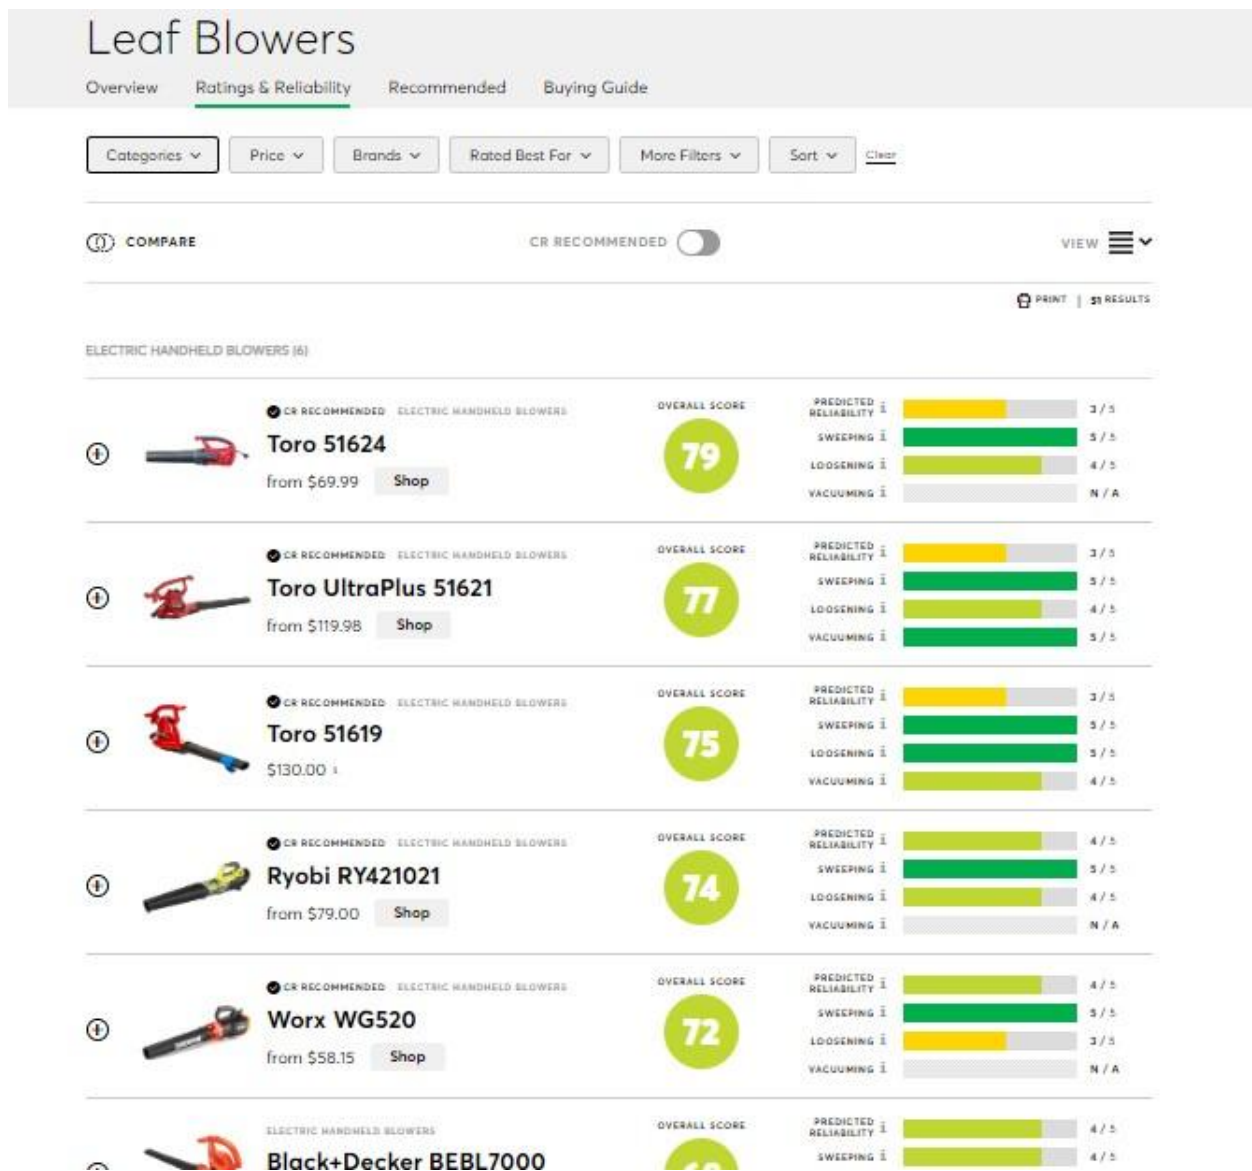 Leaf Blowers
Overview Ratings & Reliability Recommended Buying Guide
Categories Price Brands Rated Best For More Filters Sort Clear
COMPARE CR RECOMMENDED VIEW
PRINT | 51 RESULTS
ELECTRIC HANDHELD BLOWERS (6)
CR RECOMMENDED ELECTRIC HANDHELD BLOWERS
Toro 51624
from $69.99 Shop
OVERALL SCORE
79
PREDICTED RELIABILITY i 3/5
SWEEPING i 5/5
LOOSENING i 4/5
VACUUMING i N/A
CR RECOMMENDED ELECTRIC HANDHELD BLOWERS
Toro UltraPlus 51621
from $119.98 Shop
OVERALL SCORE
77
PREDICTED RELIABILITY i 3/5
SWEEPING i 5/5
LOOSENING i 4/5
VACUUMING i 5/5
CR RECOMMENDED ELECTRIC HANDHELD BLOWERS
Toro 51619
$130.00 i
OVERALL SCORE
75
PREDICTED RELIABILITY i 3/5
SWEEPING i 5/5
LOOSENING i 5/5
VACUUMING i 4/5
CR RECOMMENDED ELECTRIC HANDHELD BLOWERS
Ryobi RY421021
from $79.00 Shop
OVERALL SCORE
74
PREDICTED RELIABILITY i 4/5
SWEEPING i 5/5
LOOSENING i 4/5
VACUUMING i N/A
CR RECOMMENDED ELECTRIC HANDHELD BLOWERS
Worx WG520
from $58.15 Shop
OVERALL SCORE
72
PREDICTED RELIABILITY i 4/5
SWEEPING i 5/5
LOOSENING i 3/5
VACUUMING i N/A
ELECTRIC HANDHELD BLOWERS
Black+Decker BEBL7000
OVERALL SCORE
PREDICTED RELIABILITY i 4/5
SWEEPING i 4/5